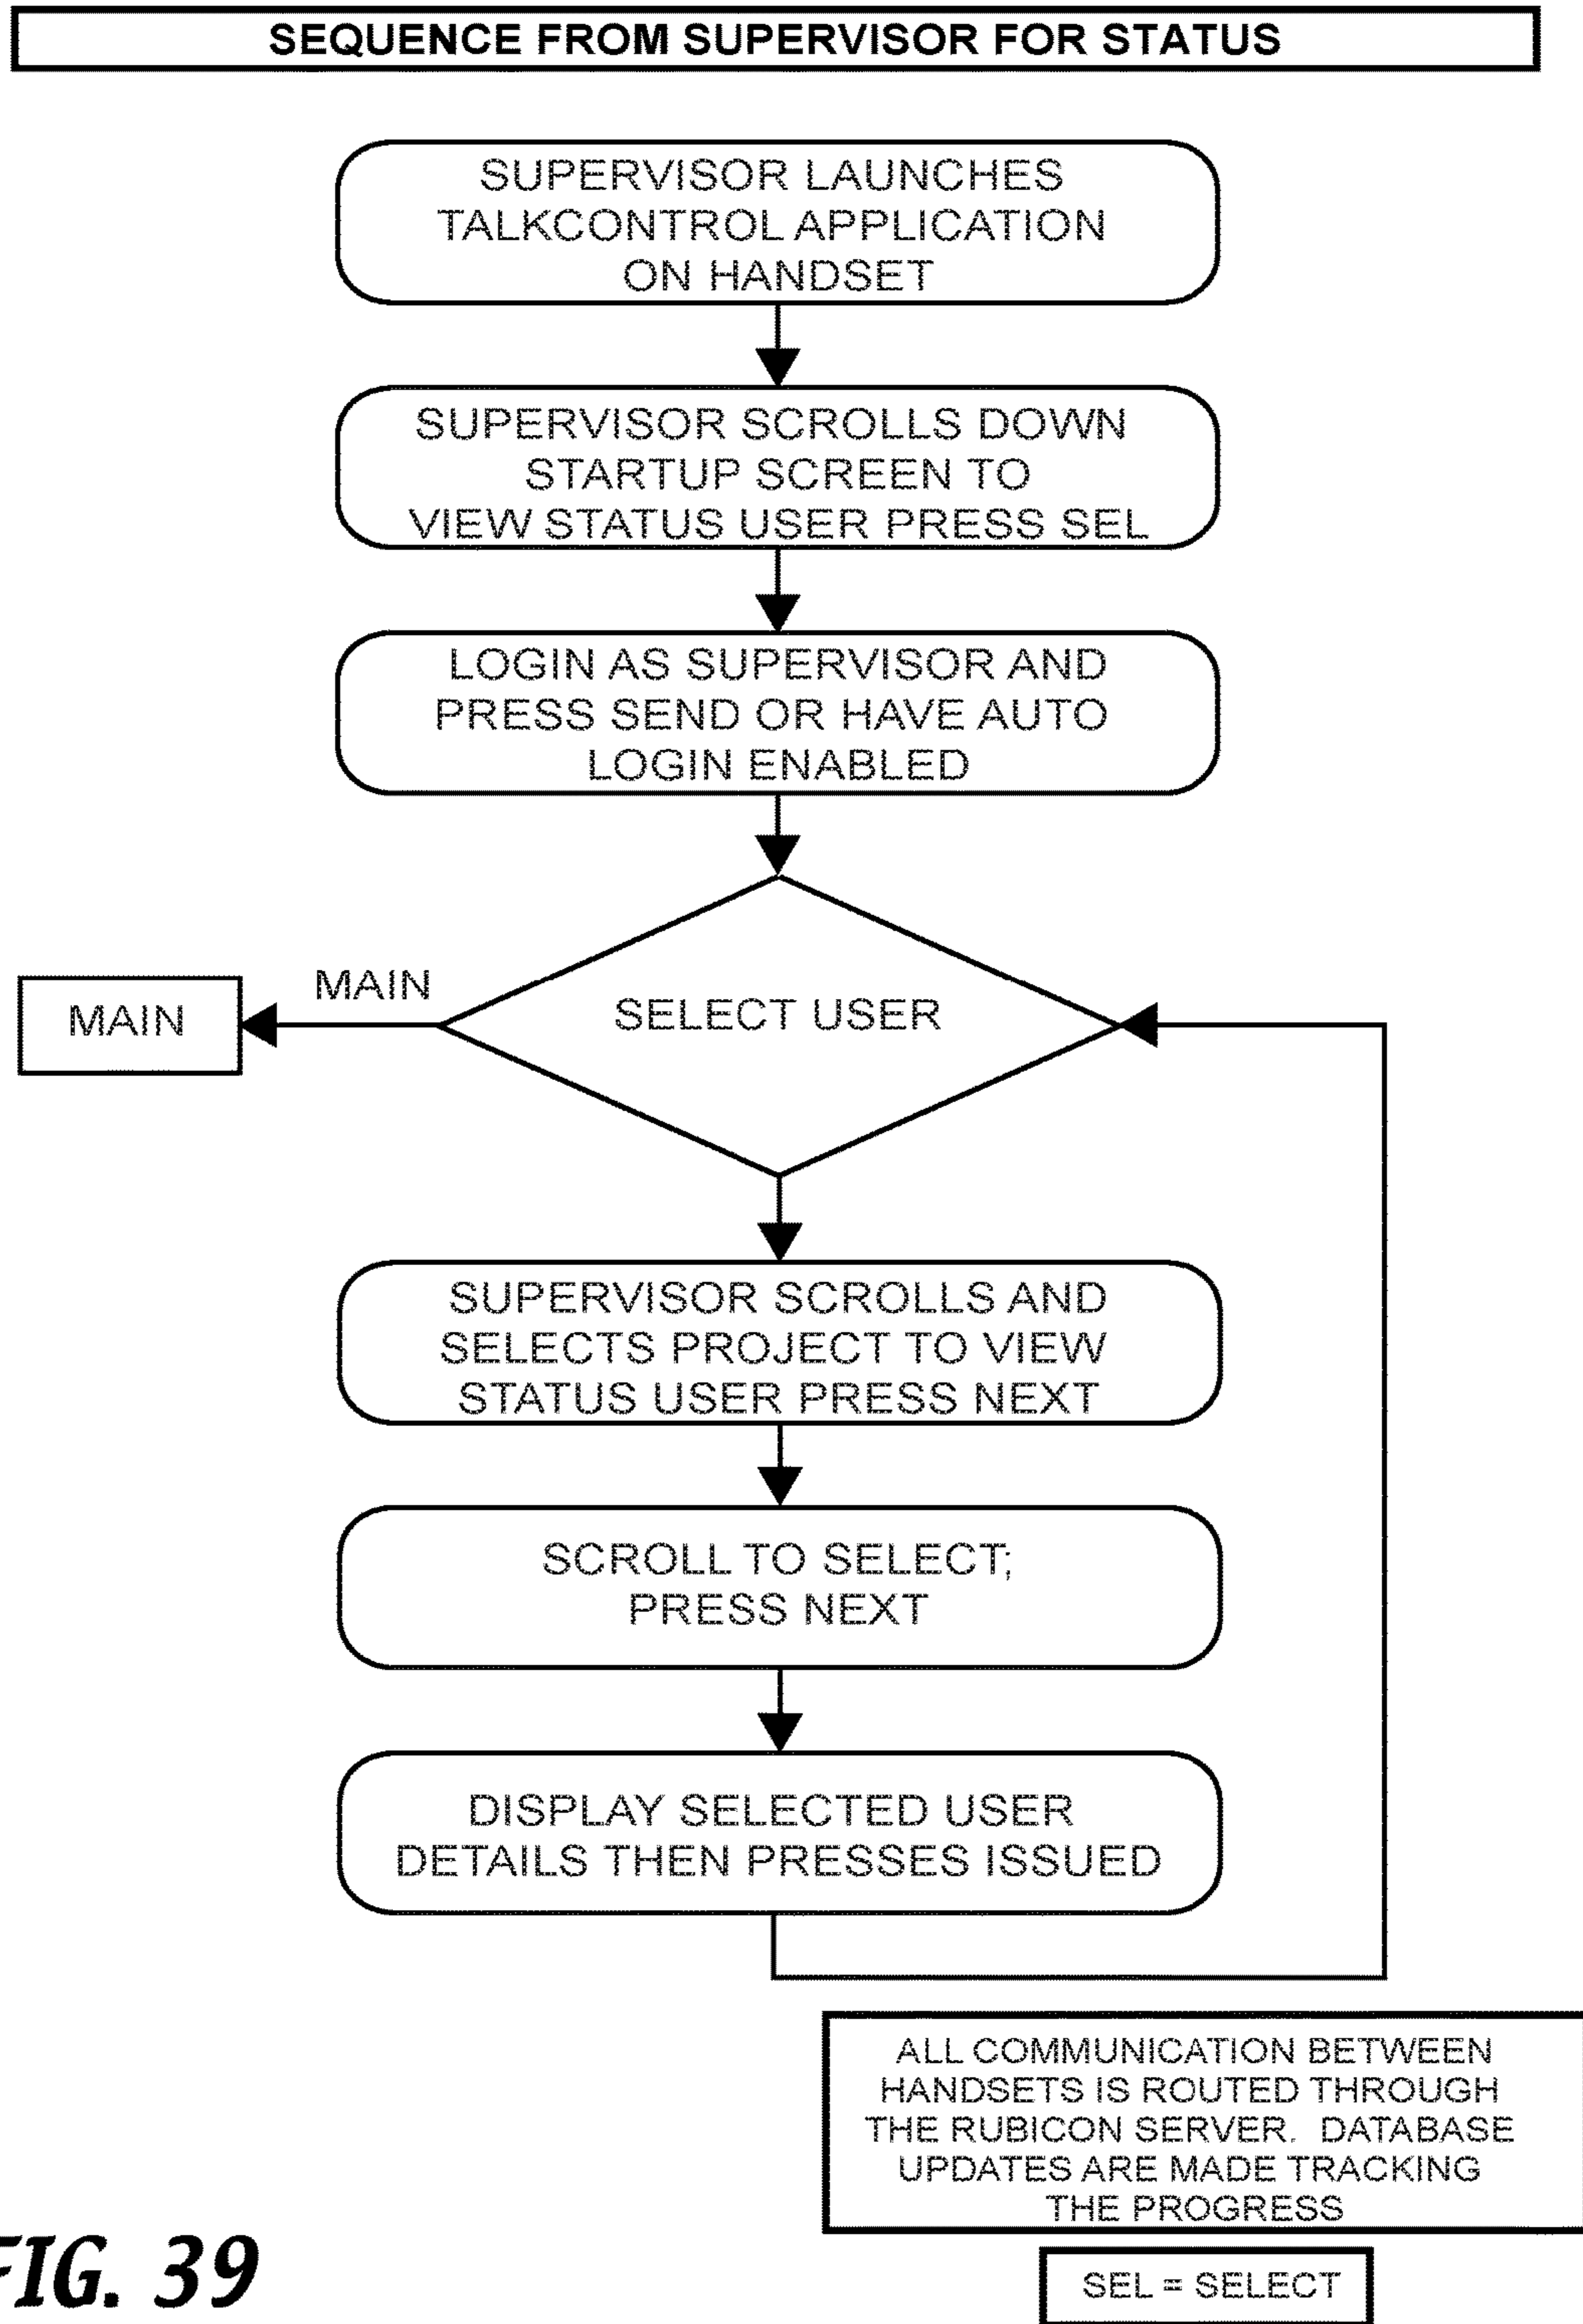 SEQUENCE FROM SUPERVISOR FOR STATUS
SUPERVISOR LAUNCHES
TALKCONTROL APPLICATION
ON HANDSET
SUPERVISOR SCROLLS DOWN
STARTUP SCREEN TO
VIEW STATUS USER PRESS SEL
LOGIN AS SUPERVISOR AND
PRESS SEND OR HAVE AUTO
LOGIN ENABLED
MAIN
MAIN
SELECT USER
SUPERVISOR SCROLLS AND
SELECTS PROJECT TO VIEW
STATUS USER PRESS NEXT
SCROLL TO SELECT;
PRESS NEXT
DISPLAY SELECTED USER
DETAILS THEN PRESSES ISSUED
ALL COMMUNICATION BETWEEN
HANDSETS IS ROUTED THROUGH
THE RUBICON SERVER. DATABASE
UPDATES ARE MADE TRACKING
THE PROGRESS
SEL = SELECT
FIG. 39